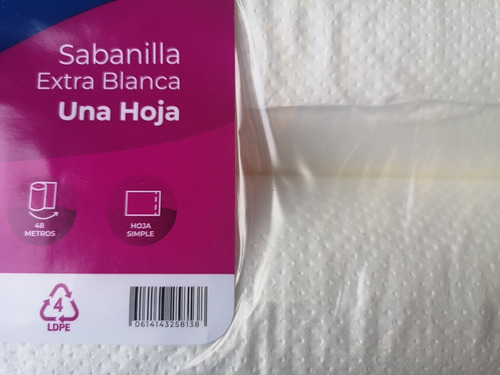 Sabanilla
Extra Blanca
Una Hoja
48
METROS
HOJA
SIMPLE
4
LDPE
0614143258138